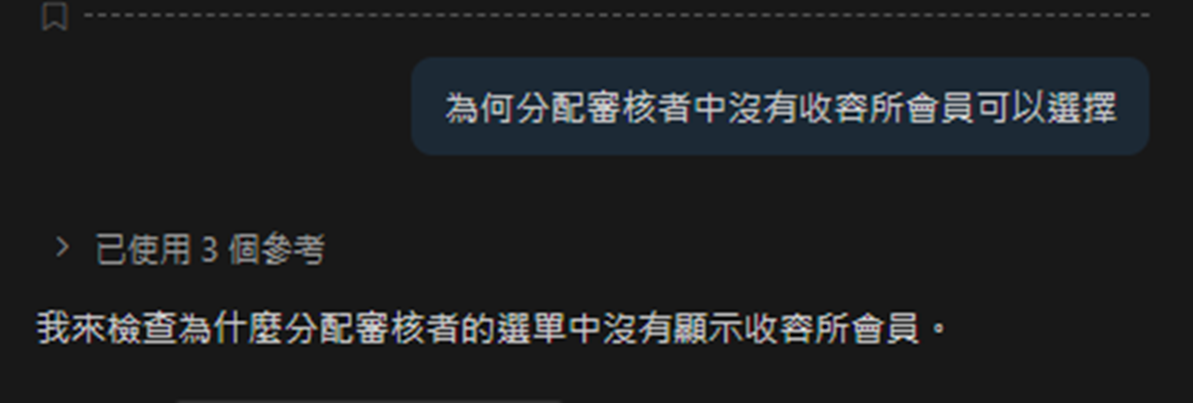 為何分配審核者中沒有收容所會員可以選擇
已使用 3 個參考
我來檢查為什麼分配審核者的選單中沒有顯示收容所會員。